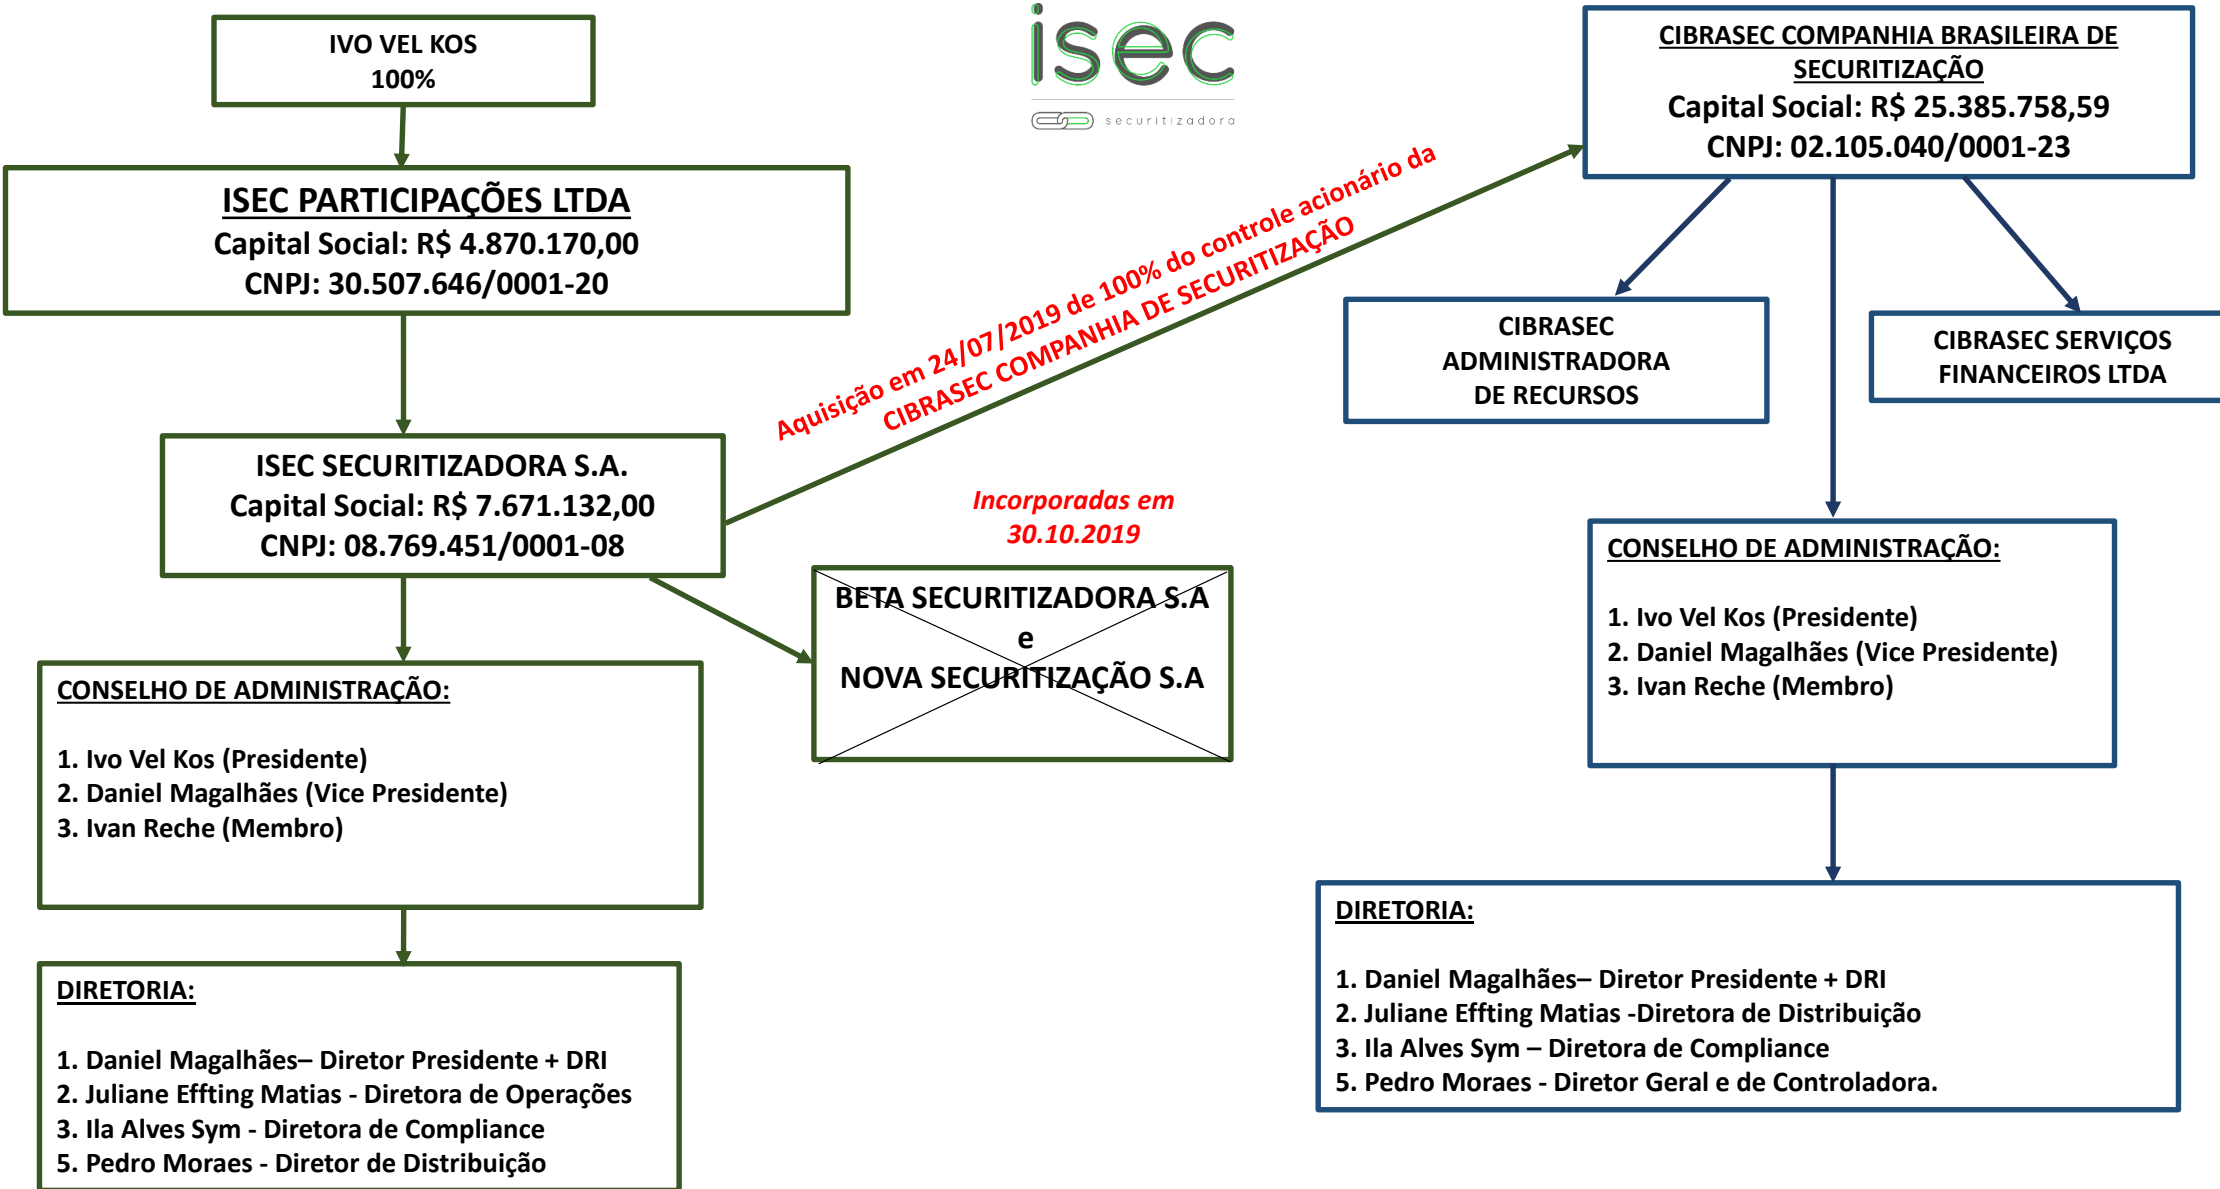 IVO VEL KOS
100%
ISEC PARTICIPAÇÕES LTDA
Capital Social: R$ 4.870.170,00
CNPJ: 30.507.646/0001-20
ISEC SECURITIZADORA S.A.
Capital Social: R$ 7.671.132,00
CNPJ: 08.769.451/0001-08
CONSELHO DE ADMINISTRAÇÃO:
1. Ivo Vel Kos (Presidente)
2. Daniel Magalhães (Vice Presidente)
3. Ivan Reche (Membro)
DIRETORIA:
1. Daniel Magalhães– Diretor Presidente + DRI
2. Juliane Effting Matias - Diretora de Operações
3. Ila Alves Sym - Diretora de Compliance
5. Pedro Moraes - Diretor de Distribuição
isec
securitizadora
Aquisição em 24/07/2019 de 100% do controle acionário da
CIBRASEC COMPANHIA DE SECURITIZAÇÃO
Incorporadas em
30.10.2019
BETA SECURITIZADORA S.A
e
NOVA SECURITIZAÇÃO S.A
CIBRASEC COMPANHIA BRASILEIRA DE
SECURITIZAÇÃO
Capital Social: R$ 25.385.758,59
CNPJ: 02.105.040/0001-23
CIBRASEC
ADMINISTRADORA
DE RECURSOS
CIBRASEC SERVIÇOS
FINANCEIROS LTDA
CONSELHO DE ADMINISTRAÇÃO:
1. Ivo Vel Kos (Presidente)
2. Daniel Magalhães (Vice Presidente)
3. Ivan Reche (Membro)
DIRETORIA:
1. Daniel Magalhães– Diretor Presidente + DRI
2. Juliane Effting Matias -Diretora de Distribuição
3. Ila Alves Sym – Diretora de Compliance
5. Pedro Moraes - Diretor Geral e de Controladora.